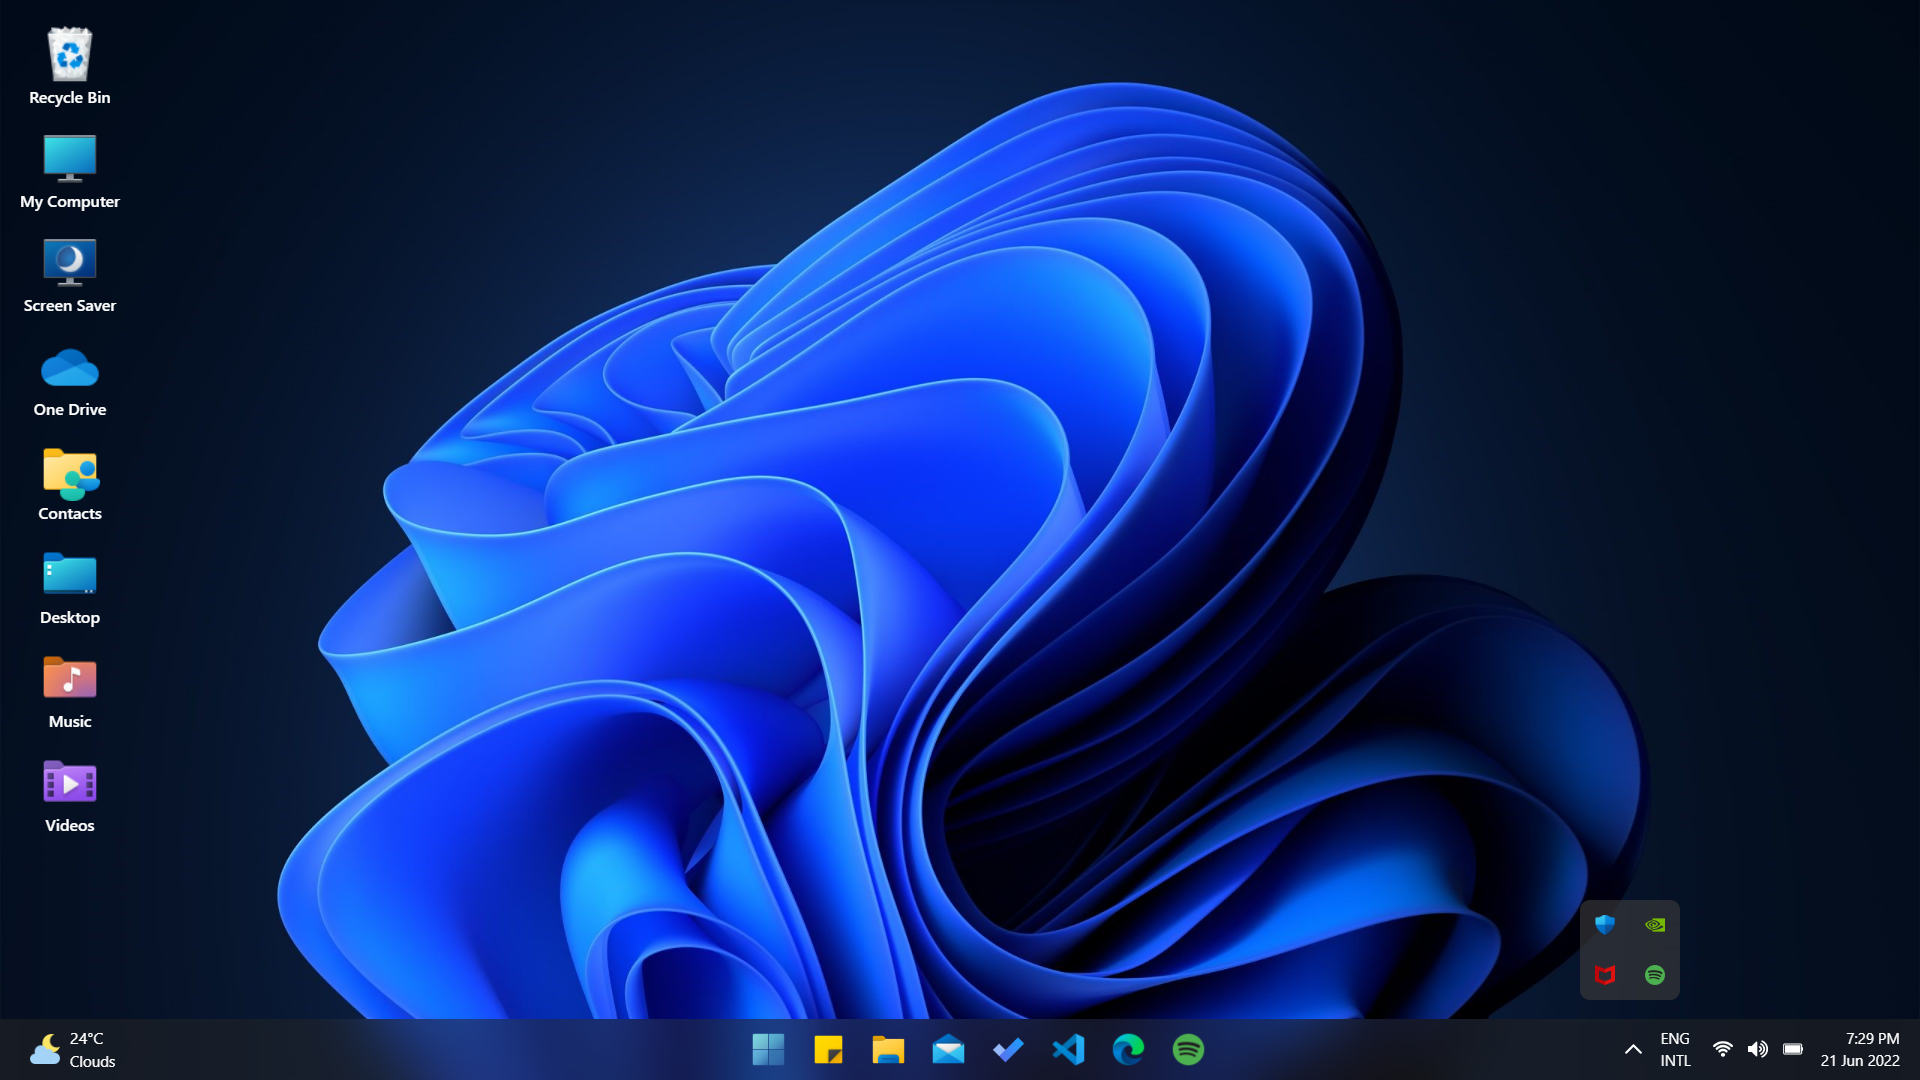 Recycle Bin
My Computer
Screen Saver
One Drive
Contacts
Desktop
Music
Videos
24°C
Clouds
ENG
INTL
7:29 PM
21 Jun 2022